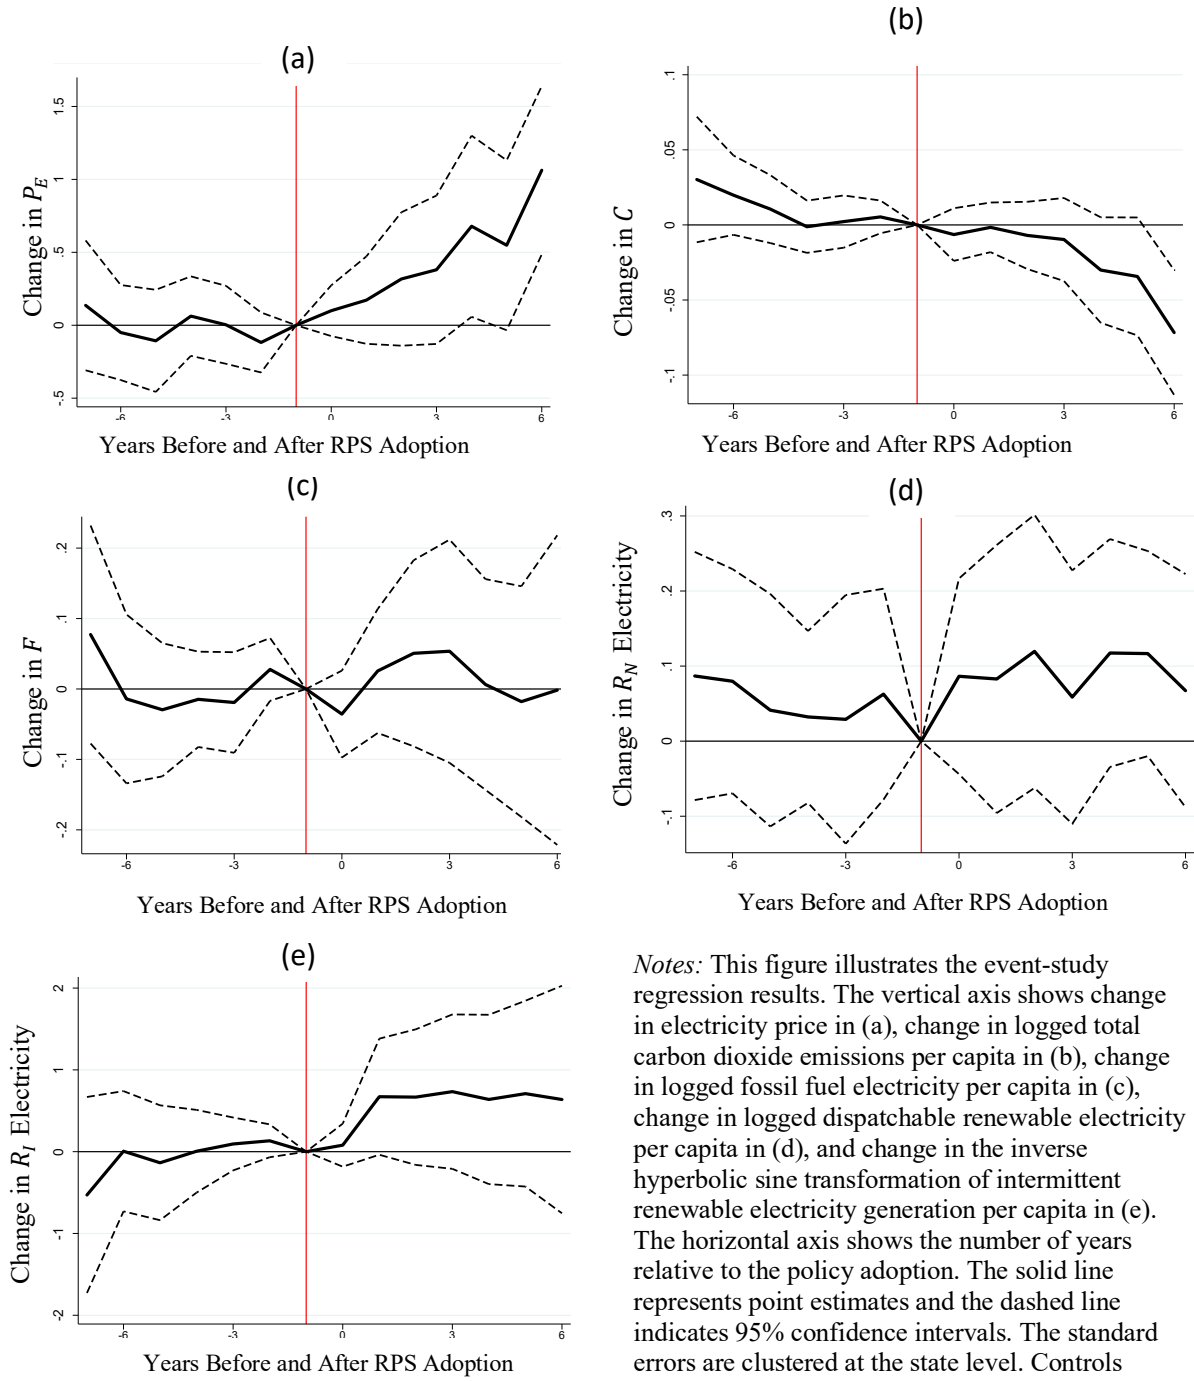 (a)
Change in P_E
1.5
1
.5
0
-.5
-6
-3
0
3
6
Years Before and After RPS Adoption
(b)
Change in C
.1
.05
0
-.05
-.1
-6
-3
0
3
6
Years Before and After RPS Adoption
(c)
Change in F
.2
.1
0
-.1
-.2
-6
-3
0
3
6
Years Before and After RPS Adoption
(d)
Change in R_N Electricity
.3
.2
.1
0
-.1
-6
-3
0
3
6
Years Before and After RPS Adoption
(e)
Change in R_I Electricity
2
1
0
-1
-2
-6
-3
0
3
6
Years Before and After RPS Adoption
Notes: This figure illustrates the event-study
regression results. The vertical axis shows change
in electricity price in (a), change in logged total
carbon dioxide emissions per capita in (b), change
in logged fossil fuel electricity per capita in (c),
change in logged dispatchable renewable electricity
per capita in (d), and change in the inverse
hyperbolic sine transformation of intermittent
renewable electricity generation per capita in (e).
The horizontal axis shows the number of years
relative to the policy adoption. The solid line
represents point estimates and the dashed line
indicates 95% confidence intervals. The standard
errors are clustered at the state level. Controls